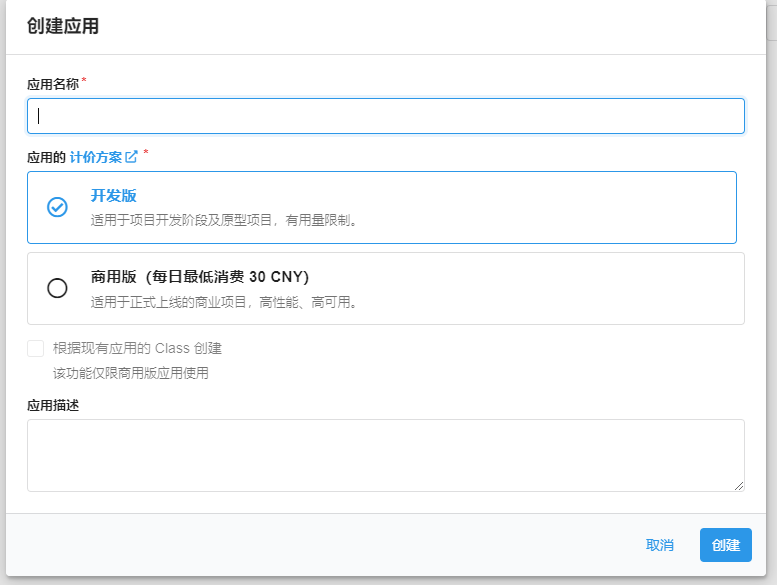 创建应用
应用名称*
应用的 计价方案 *
开发版
适用于项目开发阶段及原型项目，有用量限制。
商用版（每日最低消费 30 CNY)
适用于正式上线的商业项目，高性能、高可用。
根据现有应用的 Class 创建
该功能仅限商用版应用使用
应用描述
取消 创建